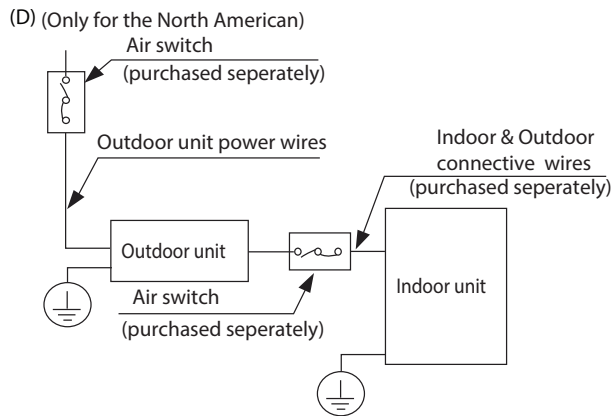 (D) (Only for the North American)
Air switch
(purchased seperately)
Outdoor unit power wires
Indoor & Outdoor
connective wires
(purchased seperately)
Outdoor unit
Air switch
(purchased seperately)
Indoor unit